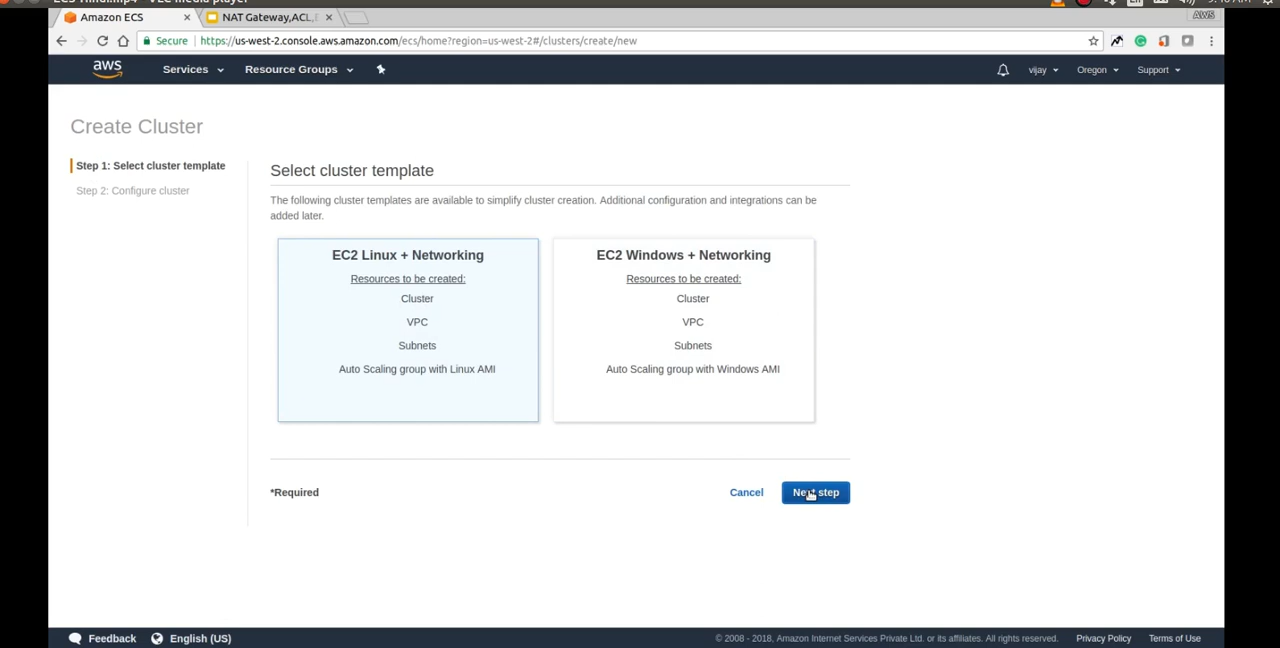 Amazon ECS
NAT Gateway,ACL,
AWS
Secure
https://us-west-2.console.aws.amazon.com/ecs/home?region=us-west-2#/clusters/create/new
aws
Services
Resource Groups
vijay
Oregon
Support
Create Cluster
Step 1: Select cluster template
Step 2: Configure cluster
Select cluster template
The following cluster templates are available to simplify cluster creation. Additional configuration and integrations can be
added later.
EC2 Linux + Networking
Resources to be created:
Cluster
VPC
Subnets
Auto Scaling group with Linux AMI
EC2 Windows + Networking
Resources to be created:
Cluster
VPC
Subnets
Auto Scaling group with Windows AMI
*Required
Cancel
Next step
Feedback
English (US)
© 2008 - 2018, Amazon Internet Services Private Ltd. or its affiliates. All rights reserved.
Privacy Policy
Terms of Use